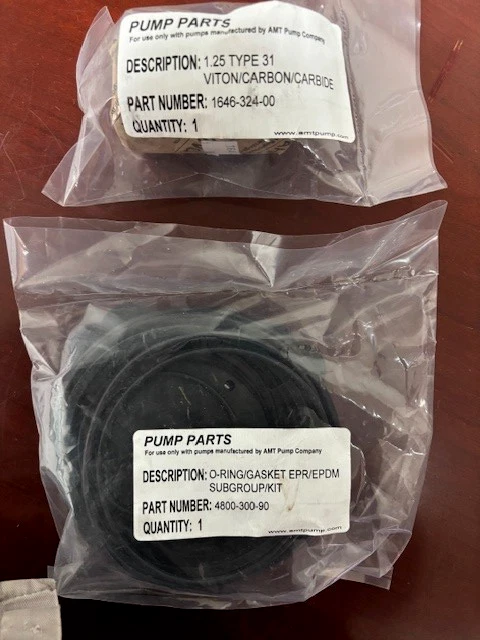 PUMP PARTS
For use only with pumps manufactured by AMT Pump Company
DESCRIPTION: 1.25 TYPE 31
VITON/CARBON/CARBIDE
PART NUMBER: 1646-324-00
QUANTITY: 1
www.amtpump.com
PUMP PARTS
For use only with pumps manufactured by AMT Pump Company
DESCRIPTION: O-RING/GASKET EPR/EPDM
SUBGROUP/KIT
PART NUMBER: 4800-300-90
QUANTITY: 1
www.amtpump.com